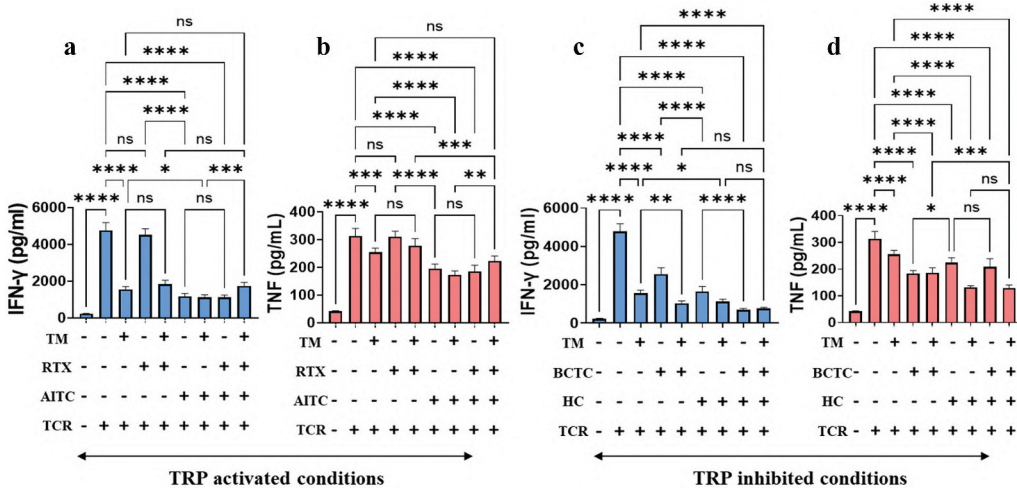 a
ns
****
****
****
ns ns
**** * ***
**** ns ns
IFN-γ (pg/ml)
6000
4000
2000
0
TM - - + - + - + - +
RTX - - - + + - - + +
AITC - - - - - + + + +
TCR - + + + + + + + +
b
ns
****
****
****
ns ***
*** **** **
**** ns ns
TNF (pg/mL)
400
300
200
100
0
TM - - + - + - + - +
RTX - - - + + - - + +
AITC - - - - - + + + +
TCR - + + + + + + + +
TRP activated conditions
c
****
****
****
****
**** ns
**** * ns
**** ** ****
IFN-γ (pg/ml)
6000
4000
2000
0
TM - - + - + - + - +
BCTC - - - + + - - + +
HC - - - - - + + + +
TCR - + + + + + + + +
d
****
****
****
****
****
**** ***
**** ns
**** * ns
TNF (pg/mL)
400
300
200
100
0
TM - - + - + - + - +
BCTC - - - + + - - + +
HC - - - - - + + + +
TCR - + + + + + + + +
TRP inhibited conditions